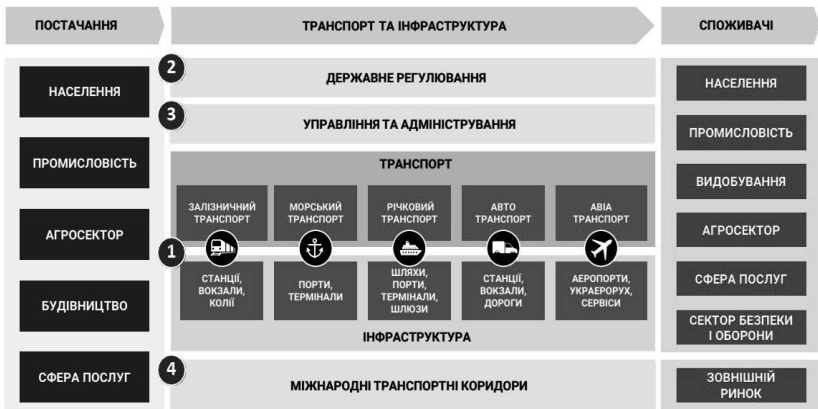 ПОСТАЧАННЯ
ТРАНСПОРТ ТА ІНФРАСТРУКТУРА
СПОЖИВАЧІ
НАСЕЛЕННЯ
ПРОМИСЛОВІСТЬ
АГРОСЕКТОР
БУДІВНИЦТВО
СФЕРА ПОСЛУГ
2
ДЕРЖАВНЕ РЕГУЛЮВАННЯ
3
УПРАВЛІННЯ ТА АДМІНІСТРУВАННЯ
ТРАНСПОРТ
ЗАЛІЗНИЧНИЙ
ТРАНСПОРТ
МОРСЬКИЙ
ТРАНСПОРТ
РІЧКОВИЙ
ТРАНСПОРТ
АВТО
ТРАНСПОРТ
АВІА
ТРАНСПОРТ
1
СТАНЦІЇ,
ВОКЗАЛИ,
КОЛІЇ
ПОРТИ,
ТЕРМІНАЛИ
ШЛЯХИ,
ПОРТИ,
ТЕРМІНАЛИ,
ШЛЮЗИ
СТАНЦІЇ,
ВОКЗАЛИ,
ДОРОГИ
АЕРОПОРТИ,
УКРАЕРОРУХ,
СЕРВІСИ
ІНФРАСТРУКТУРА
4
МІЖНАРОДНІ ТРАНСПОРТНІ КОРИДОРИ
НАСЕЛЕННЯ
ПРОМИСЛОВІСТЬ
ВИДОБУВАННЯ
АГРОСЕКТОР
СФЕРА ПОСЛУГ
СЕКТОР БЕЗПЕКИ
І ОБОРОНИ
ЗОВНІШНІЙ
РИНОК